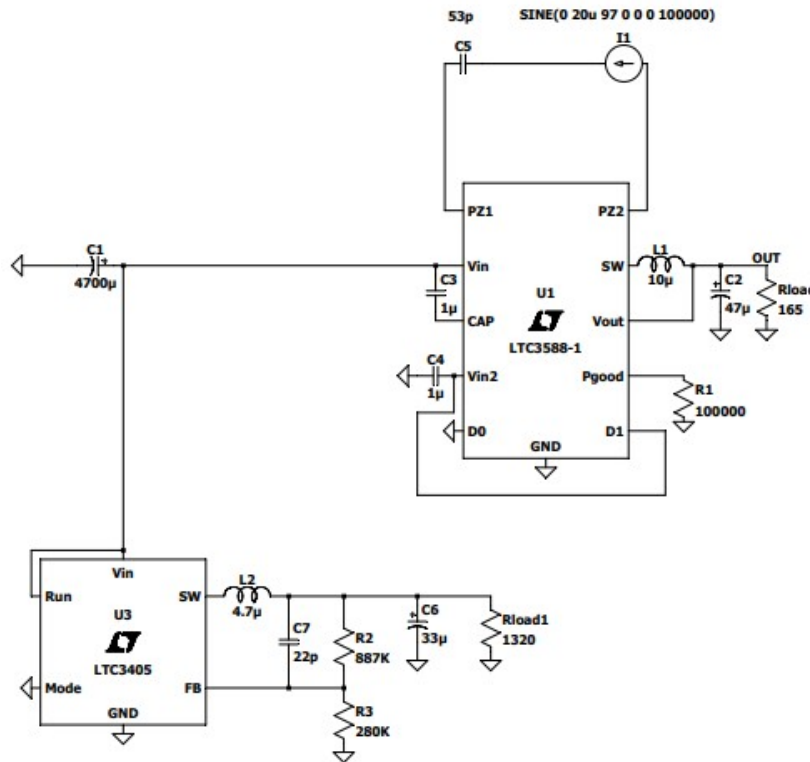 53p SINE(0 20u 97 0 0 0 100000)
C5 I1
PZ1 PZ2
C1
4700µ
Vin SW L1 OUT
10µ
C3
1µ
CAP
U1
LTC3588-1
Vout
C2
47µ
Rload
165
C4
1µ
Vin2 Pgood
R1
100000
D0 D1
GND
Vin
Run SW L2
4.7µ
U3
LTC3405
C7
22p
R2
887K
C6
33µ
Rload1
1320
Mode FB
GND
R3
280K